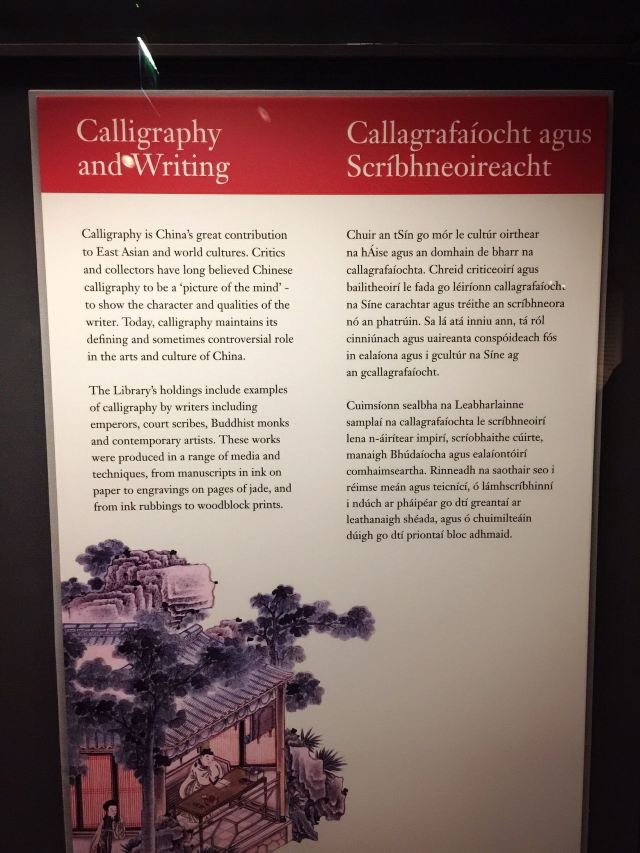 Calligraphy
and Writing
Calligraphy is China's great contribution
to East Asian and world cultures. Critics
and collectors have long believed Chinese
calligraphy to be a 'picture of the mind' -
to show the character and qualities of the
writer. Today, calligraphy maintains its
defining and sometimes controversial role
in the arts and culture of China.
The Library's holdings include examples
of calligraphy by writers including
emperors, court scribes, Buddhist monks
and contemporary artists. These works
were produced in a range of media and
techniques, from manuscripts in ink on
paper to engravings on pages of jade, and
from ink rubbings to woodblock prints.
Callagrafaíocht agus
Scríbhneoireacht
Chuir an tSín go mór le cultúr oirthear
na hÁise agus an domhain de bharr na
callagrafaíochta. Chreid criticeoirí agus
bailitheoirí le fada go léiríonn callagrafaíocht
na Síne carachtar agus tréithe an scríbhneora
nó an phatrúin. Sa lá atá inniu ann, tá ról
cinniúnach agus uaireanta conspóideach fós
in ealaíona agus i gcultúr na Síne ag
an gcallagrafaíocht.
Cuimsíonn sealbha na Leabharlainne
samplaí na callagrafaíochta le scríbhneoirí
lena n-áirítear impirí, scríobhaithe cúirte,
manaigh Bhúdaíocha agus ealaíontóirí
comhaimseartha. Rinneadh na saothair seo i
réimse meán agus teicnící, ó lámhscríbhinní
i ndúch ar pháipéar go dtí greantaí ar
leathanaigh shéada, agus ó chuimilteáin
dúigh go dtí priontaí bloc adhmaid.